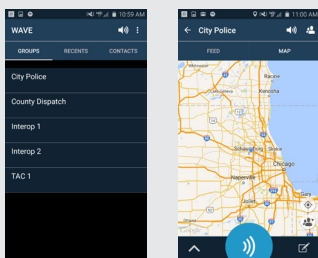 10:59 AM
WAVE
GROUPS RECENTS CONTACTS
City Police
County Dispatch
Interop 1
Interop 2
TAC 1
11:00 AM
City Police
FEED MAP
Racine
Kenosha
Schaumburg Skokie
Chicago
Naperville
Joliet
Gary